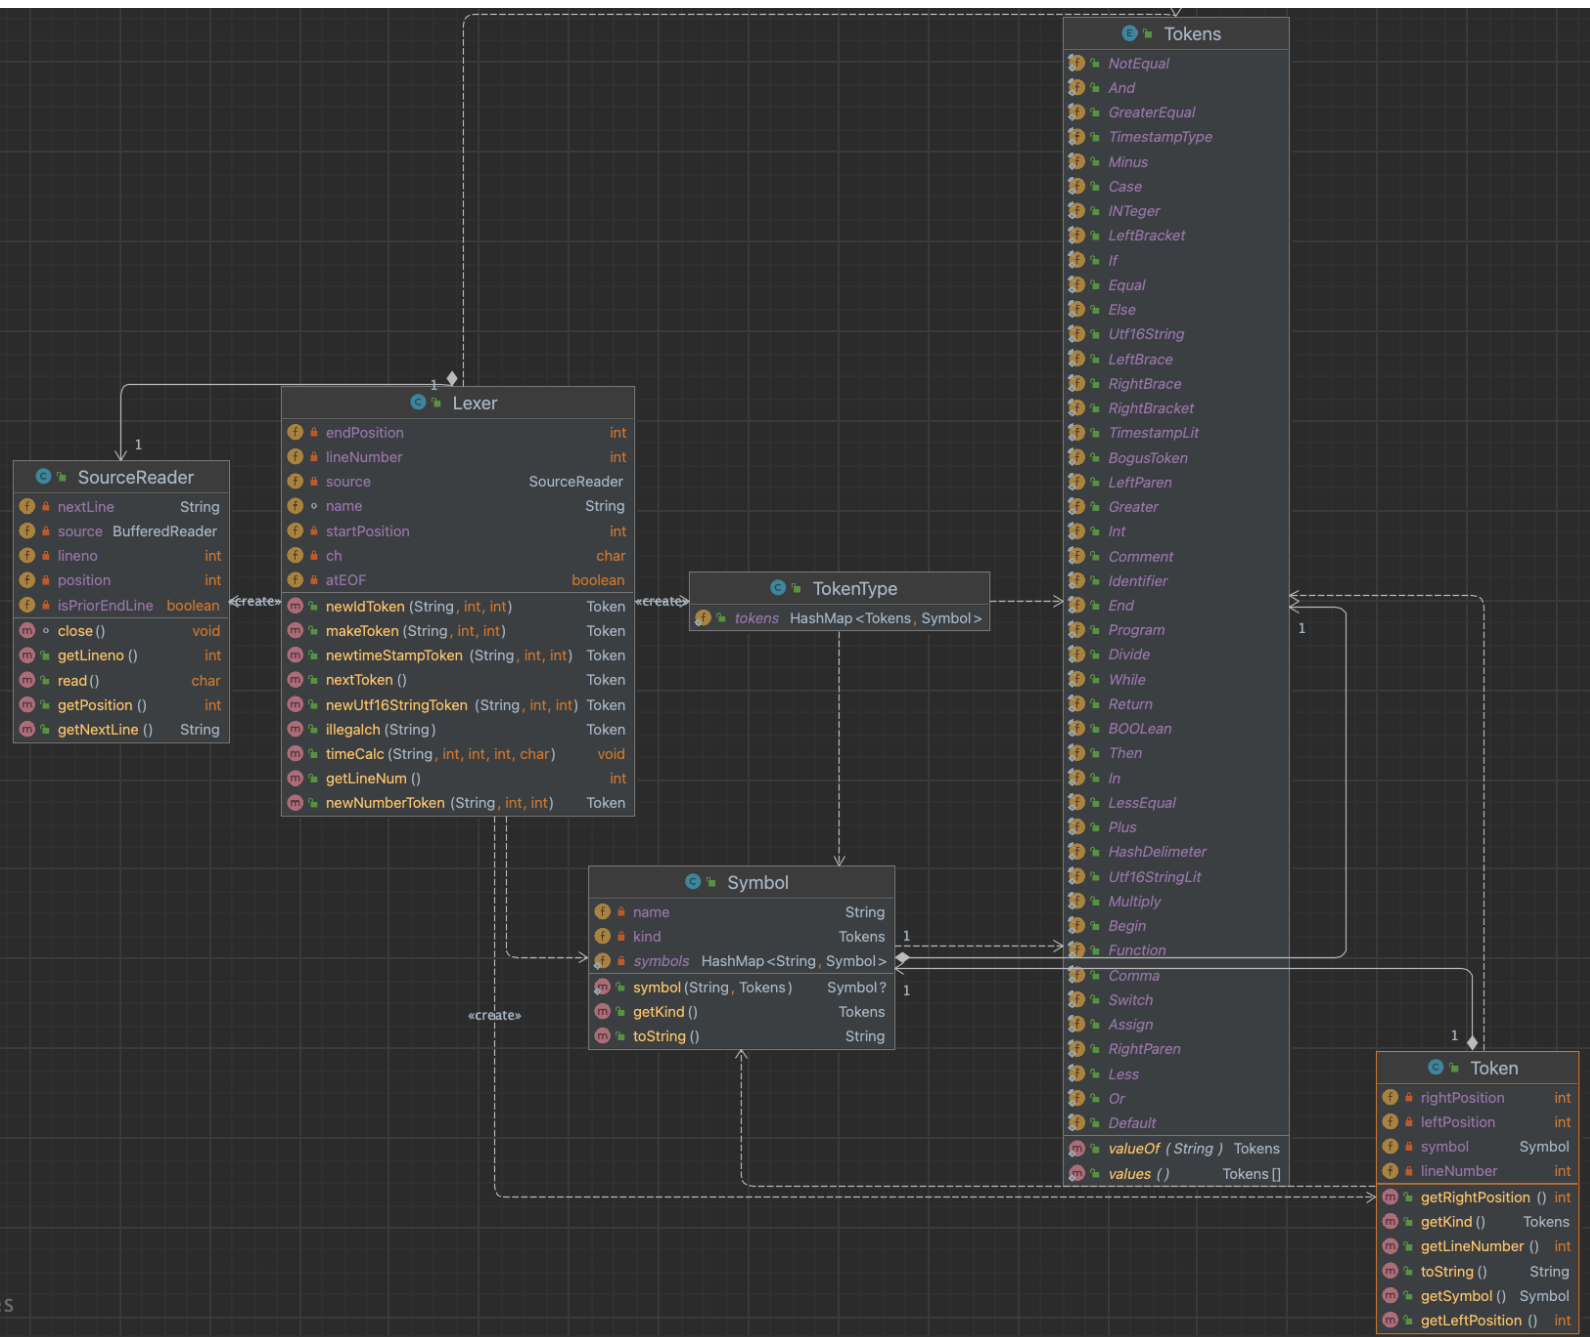 Tokens
NotEqual
And
GreaterEqual
TimestampType
Minus
Case
INTeger
LeftBracket
If
Equal
Else
Utf16String
LeftBrace
RightBrace
RightBracket
TimestampLit
BogusToken
LeftParen
Greater
Int
Comment
Identifier
End
Program
Divide
While
Return
BOOLean
Then
In
LessEqual
Plus
HashDelimeter
Utf16StringLit
Multiply
Begin
Function
Comma
Switch
Assign
RightParen
Less
Or
Default
valueOf (String) Tokens
values () Tokens[]
1
1
Lexer
endPosition int
lineNumber int
source SourceReader
name String
startPosition int
ch char
atEOF boolean
newIdToken (String, int, int) Token
makeToken (String, int, int) Token
newtimeStampToken (String, int, int) Token
nextToken () Token
newUtf16StringToken (String, int, int) Token
illegalch (String) Token
timeCalc (String, int, int, int, char) void
getLineNum () int
newNumberToken (String, int, int) Token
SourceReader
nextLine String
source BufferedReader
lineno int
position int
isPriorEndLine boolean
close() void
getLineno () int
read() char
getPosition () int
getNextLine () String
«create»
«create»
TokenType
tokens HashMap<Tokens, Symbol>
1
Symbol
name String
kind Tokens
symbols HashMap<String, Symbol>
symbol (String, Tokens) Symbol?
getKind () Tokens
toString () String
1
1
«create»
1
Token
rightPosition int
leftPosition int
symbol Symbol
lineNumber int
getRightPosition () int
getKind () Tokens
getLineNumber () int
toString () String
getSymbol () Symbol
getLeftPosition () int